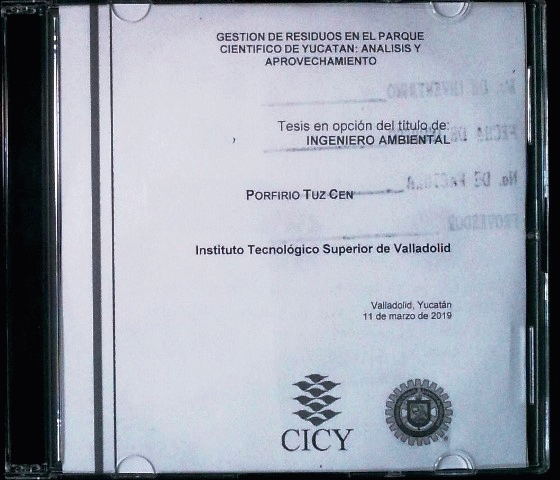 GESTION DE RESIDUOS EN EL PARQUE
CIENTIFICO DE YUCATAN: ANALISIS Y
APROVECHAMIENTO
Tesis en opción del título de:
INGENIERO AMBIENTAL
PORFIRIO TUZ CEN
Instituto Tecnológico Superior de Valladolid
Valladolid, Yucatán
11 de marzo de 2019
CICY